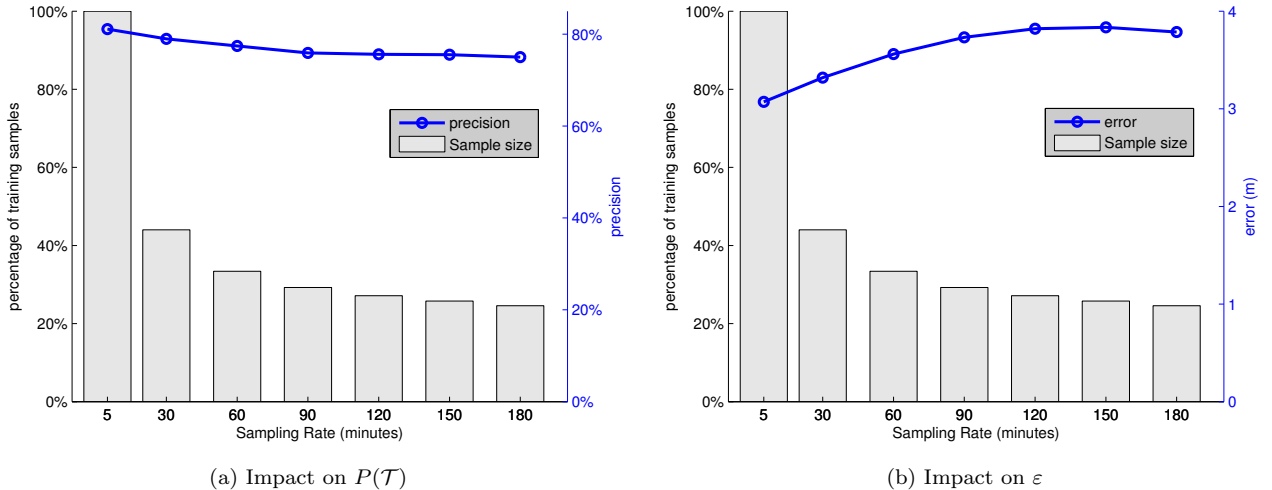 100%
80%
60%
40%
20%
0%
percentage of training samples
80%
60%
40%
20%
0%
precision
precision
Sample size
5 30 60 90 120 150 180
Sampling Rate (minutes)
(a) Impact on P(𝒯)
100%
80%
60%
40%
20%
0%
percentage of training samples
4
3
2
1
0
error (m)
error
Sample size
5 30 60 90 120 150 180
Sampling Rate (minutes)
(b) Impact on ε